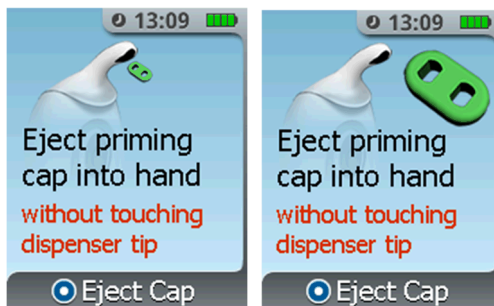 13:09
Eject priming
cap into hand
without touching
dispenser tip
Eject Cap
13:09
Eject priming
cap into hand
without touching
dispenser tip
Eject Cap